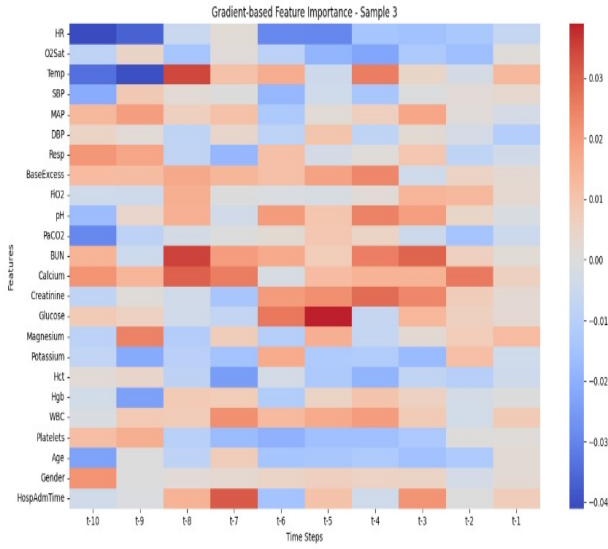 Gradient-based Feature Importance - Sample 3
HR
O2Sat
Temp
SBP
MAP
DBP
Resp
BaseExcess
FiO2
pH
PaCO2
BUN
Calcium
Creatinine
Glucose
Magnesium
Potassium
Hct
Hgb
WBC
Platelets
Age
Gender
HospAdmTime
Features
t-10 t-9 t-8 t-7 t-6 t-5 t-4 t-3 t-2 t-1
Time Steps
0.03
0.02
0.01
0.00
−0.01
−0.02
−0.03
−0.04